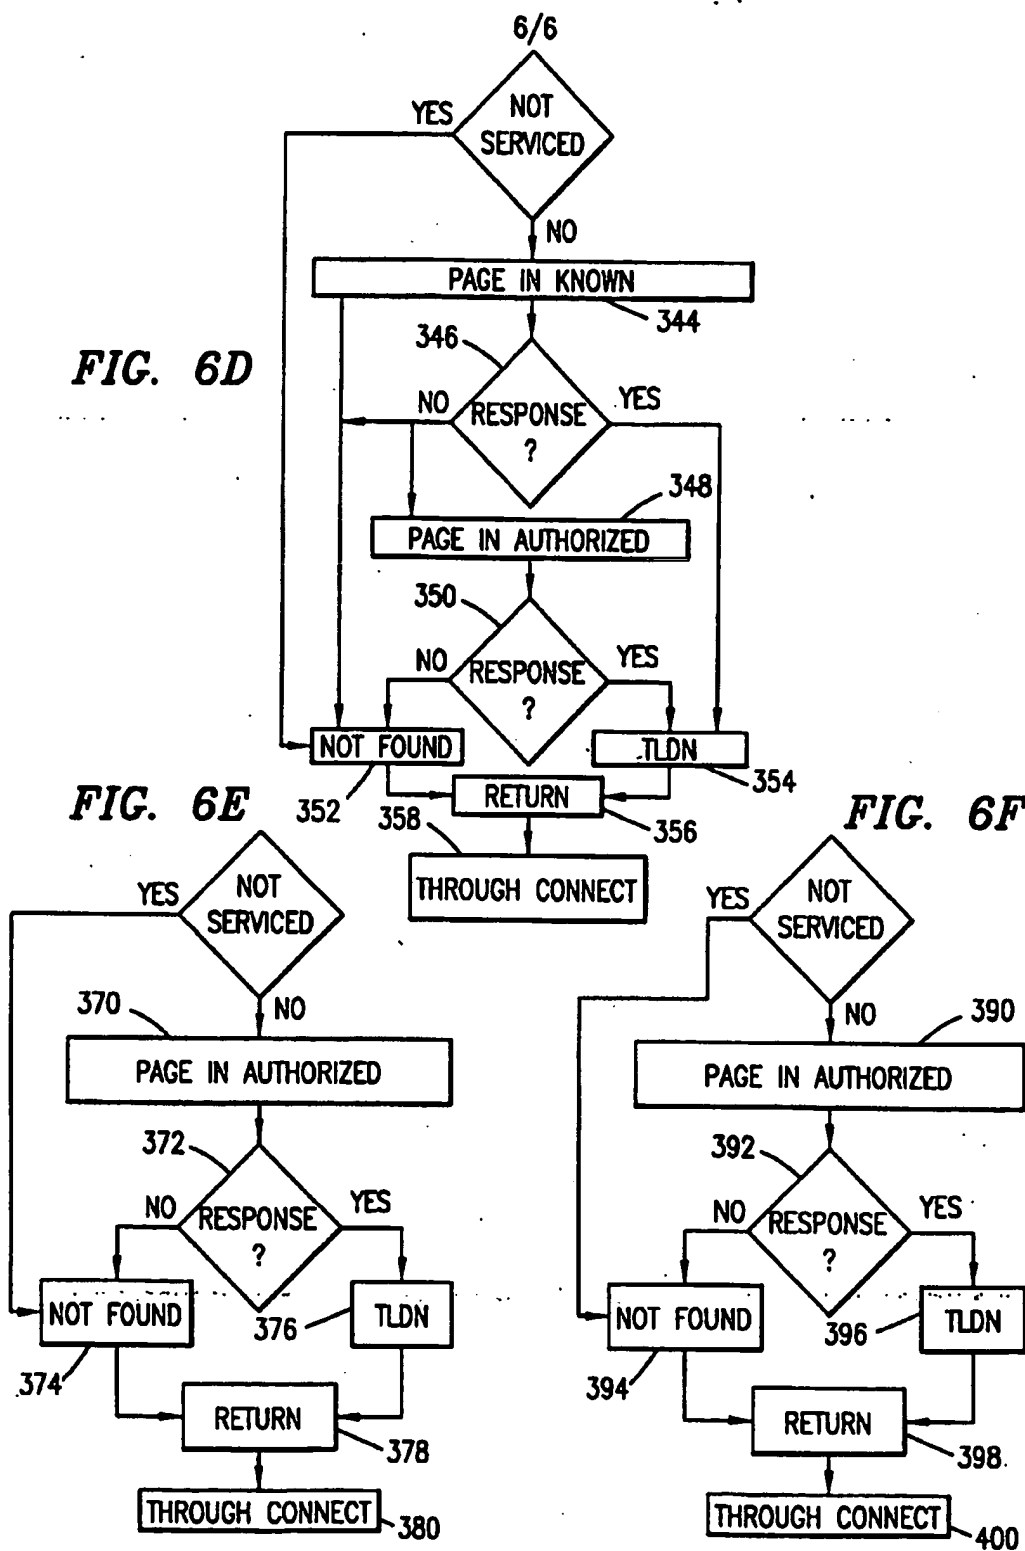 6/6
NOT
SERVICED
YES
NO
PAGE IN KNOWN
344
346
FIG. 6D
NO
RESPONSE
?
YES
348
PAGE IN AUTHORIZED
350
NO
RESPONSE
?
YES
NOT FOUND
TLDN
352
354
RETURN
356
358
THROUGH CONNECT
FIG. 6E
YES
NOT
SERVICED
NO
370
PAGE IN AUTHORIZED
372
NO
RESPONSE
?
YES
NOT FOUND
376
TLDN
374
RETURN
378
THROUGH CONNECT
380
FIG. 6F
YES
NOT
SERVICED
NO
390
PAGE IN AUTHORIZED
392
NO
RESPONSE
?
YES
NOT FOUND
396
TLDN
394
RETURN
398
THROUGH CONNECT
400